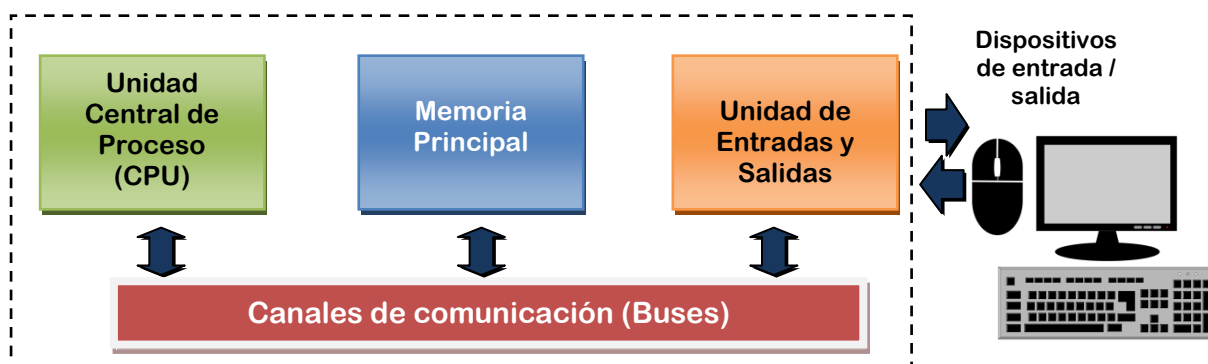 Unidad
Central de
Proceso
(CPU)
Memoria
Principal
Unidad de
Entradas y
Salidas
Dispositivos
de entrada /
salida
Canales de comunicación (Buses)